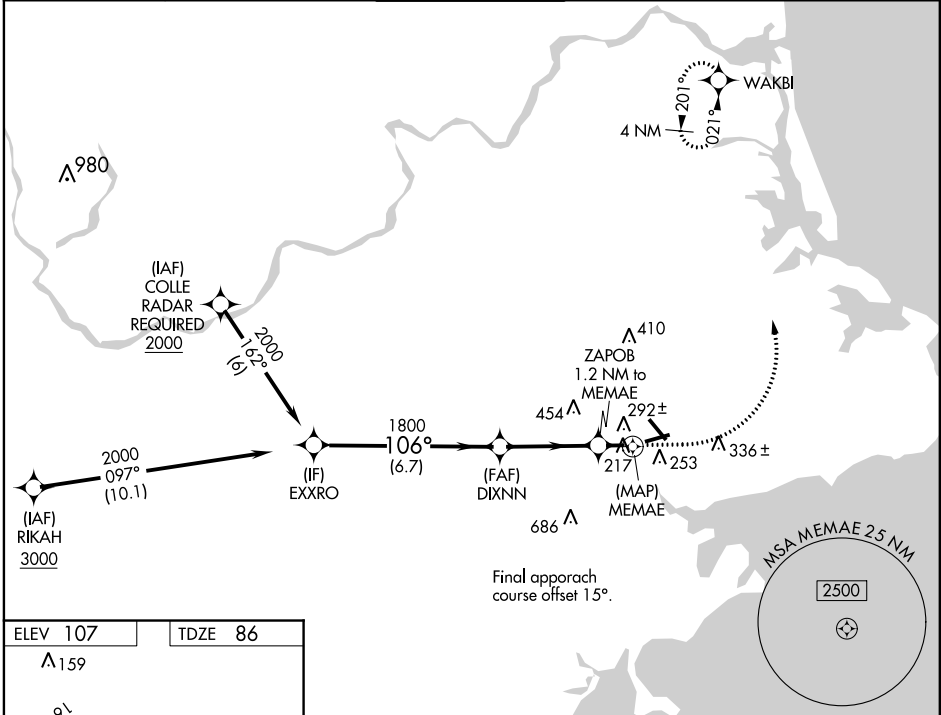 WAKBI
201°
021°
4 NM
980
(IAF)
COLLE
RADAR
REQUIRED
2000
2000
162°
(6)
410
ZAPOB
1.2 NM to
MEMAE
454
292±
1800
106°
(6.7)
217
253
336±
2000
097°
(10.1)
(IF)
EXXRO
(FAF)
DIXNN
(MAP)
MEMAE
(IAF)
RIKAH
3000
686
Final apporach
course offset 15°.
MSA MEMAE 25 NM
2500
ELEV 107
TDZE 86
159